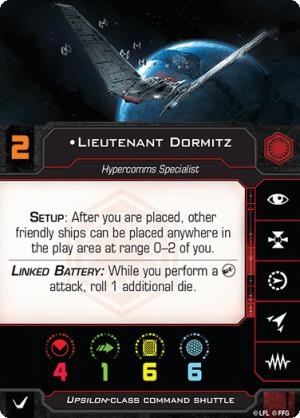 2
•Lieutenant Dormitz
Hypercomms Specialist
Setup: After you are placed, other
friendly ships can be placed anywhere in
the play area at range 0–2 of you.
Linked Battery: While you perform a
attack, roll 1 additional die.
4 1 6 6
Upsilon-class command shuttle
© LFL © FFG